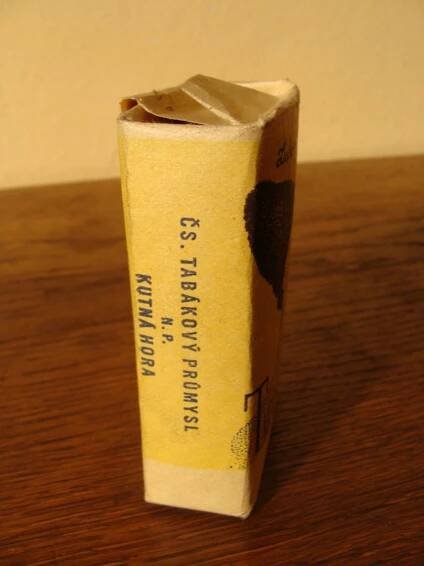 ČS. TABÁKOVÝ PRŮMYSL
N.P.
KUTNÁ HORA
T